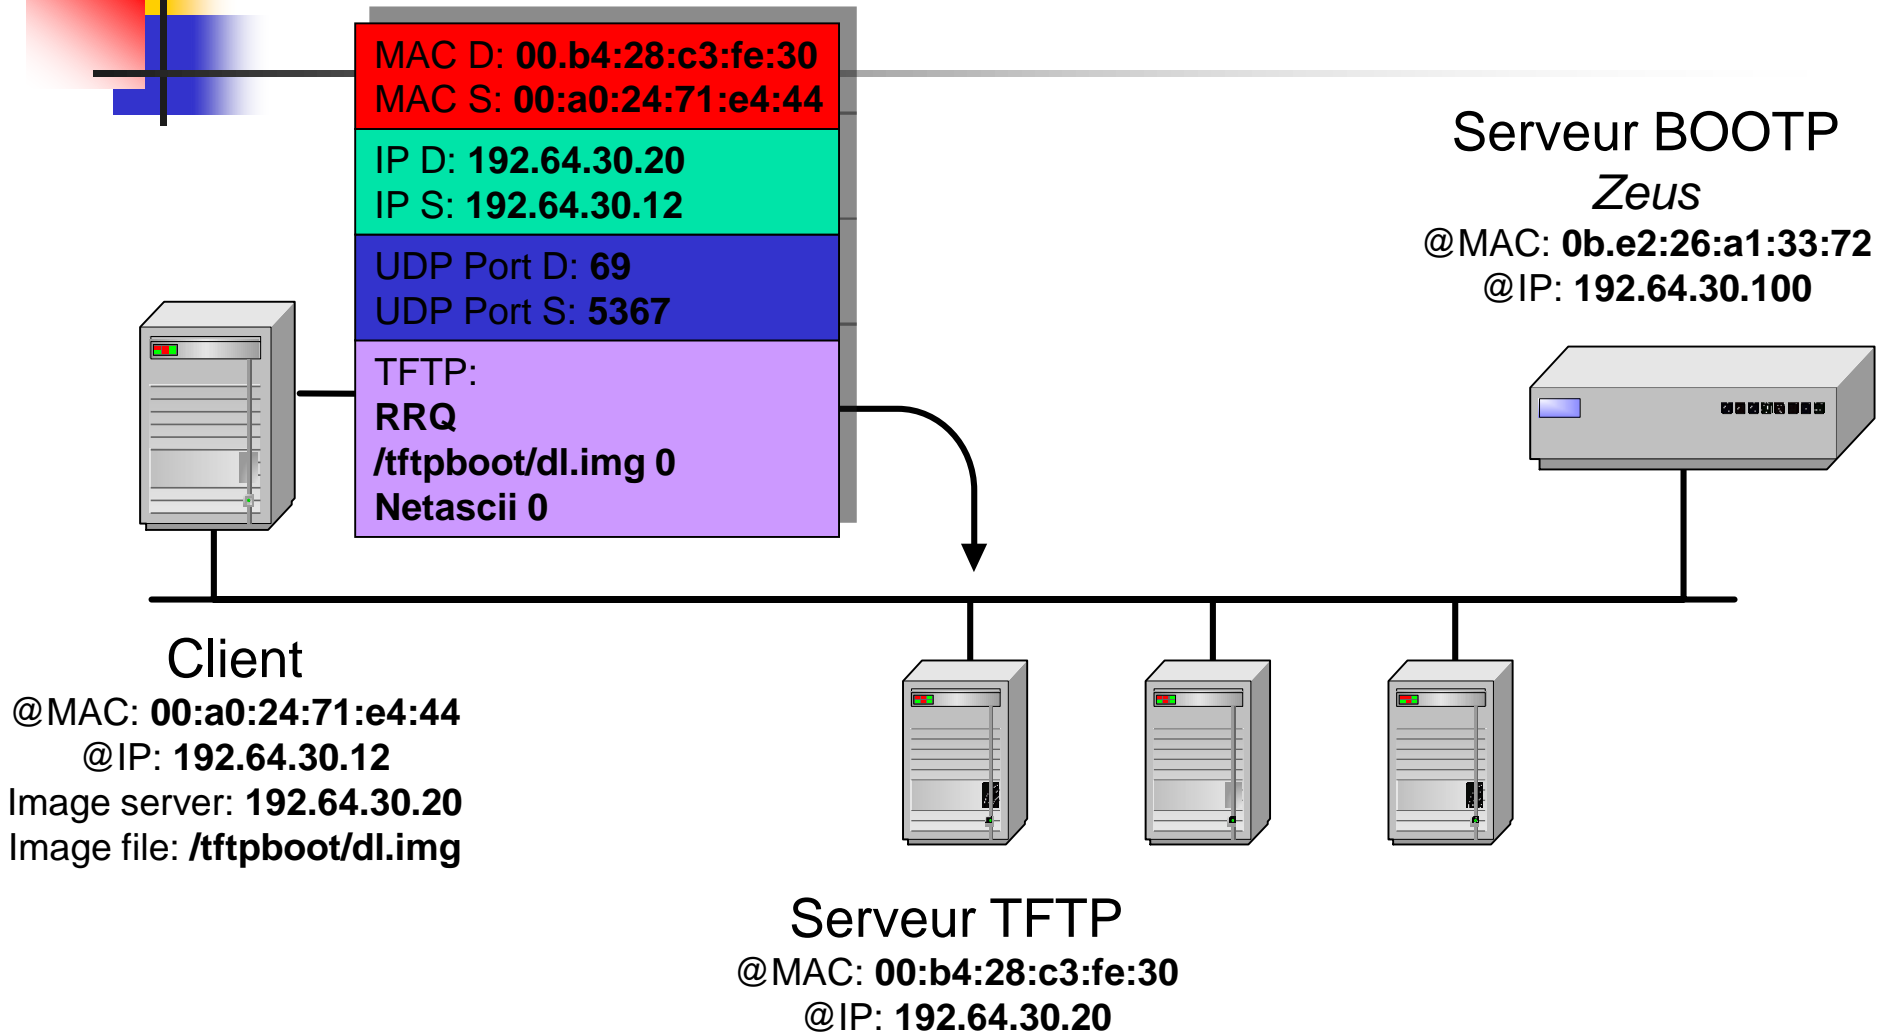 MAC D: 00.b4:28:c3:fe:30
MAC S: 00:a0:24:71:e4:44
IP D: 192.64.30.20
IP S: 192.64.30.12
UDP Port D: 69
UDP Port S: 5367
TFTP:
RRQ
/tftpboot/dl.img 0
Netascii 0
Serveur BOOTP
Zeus
@MAC: 0b.e2:26:a1:33:72
@IP: 192.64.30.100
Client
@MAC: 00:a0:24:71:e4:44
@IP: 192.64.30.12
Image server: 192.64.30.20
Image file: /tftpboot/dl.img
Serveur TFTP
@MAC: 00:b4:28:c3:fe:30
@IP: 192.64.30.20